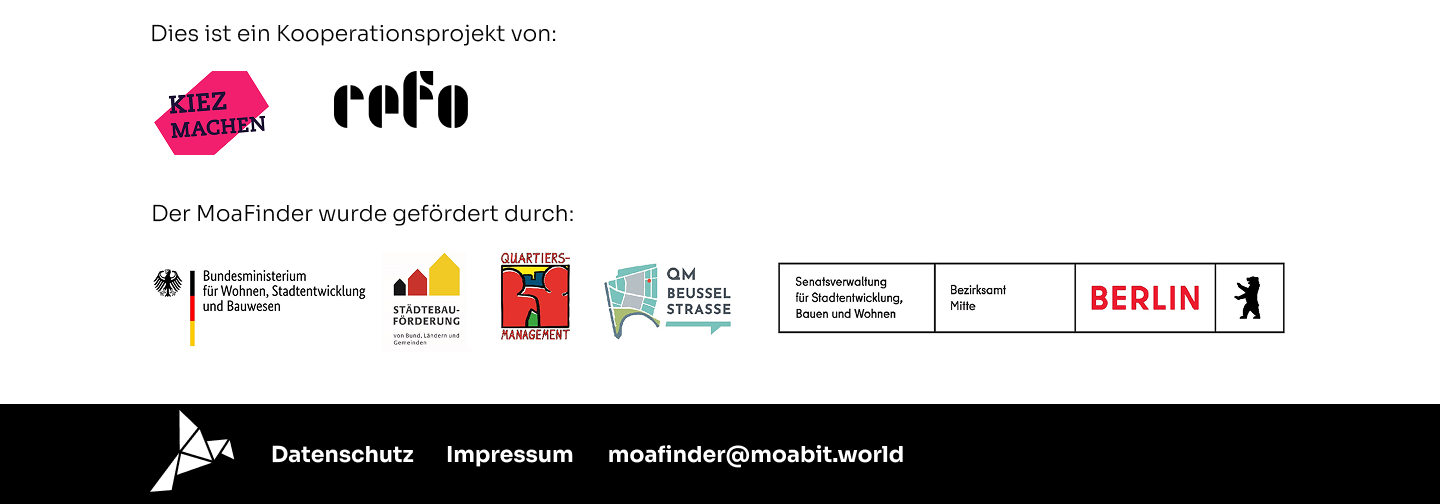 Dies ist ein Kooperationsprojekt von:
KIEZ
MACHEN
refo
Der MoaFinder wurde gefördert durch:
Bundesministerium
für Wohnen, Stadtentwicklung
und Bauwesen
STÄDTEBAU-
FÖRDERUNG
von Bund, Ländern und
Gemeinden
QUARTIERS-
MANAGEMENT
QM
BEUSSEL
STRASSE
Senatsverwaltung
für Stadtentwicklung,
Bauen und Wohnen
Bezirksamt
Mitte
BERLIN
Datenschutz
Impressum
moafinder@moabit.world